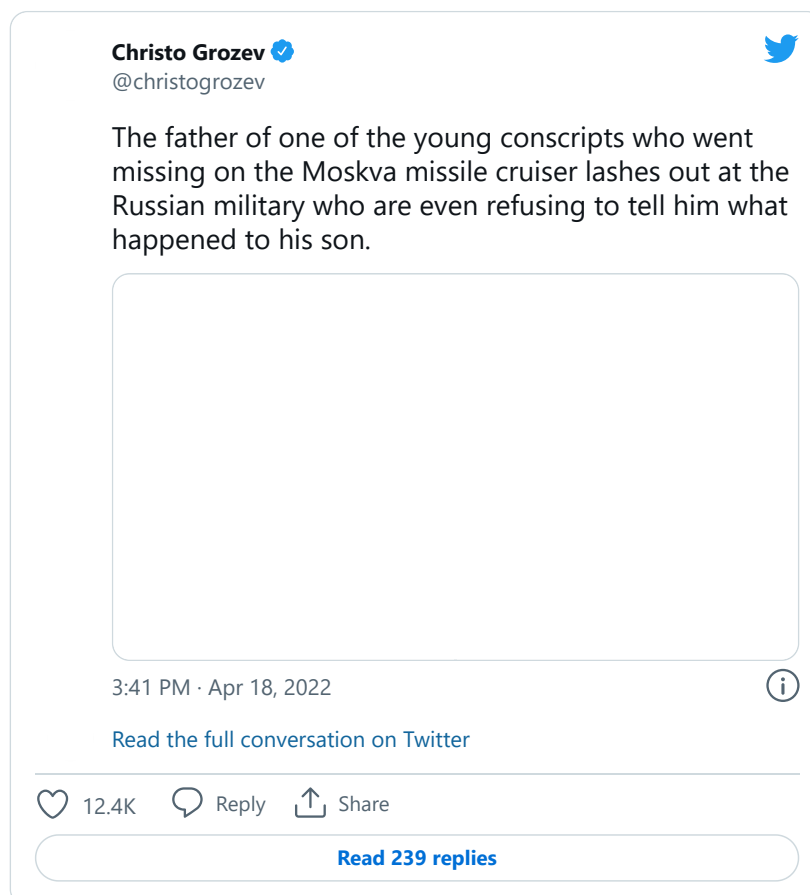 Christo Grozev
@christogrozev
The father of one of the young conscripts who went
missing on the Moskva missile cruiser lashes out at the
Russian military who are even refusing to tell him what
happened to his son.
3:41 PM · Apr 18, 2022
Read the full conversation on Twitter
12.4K Reply Share
Read 239 replies